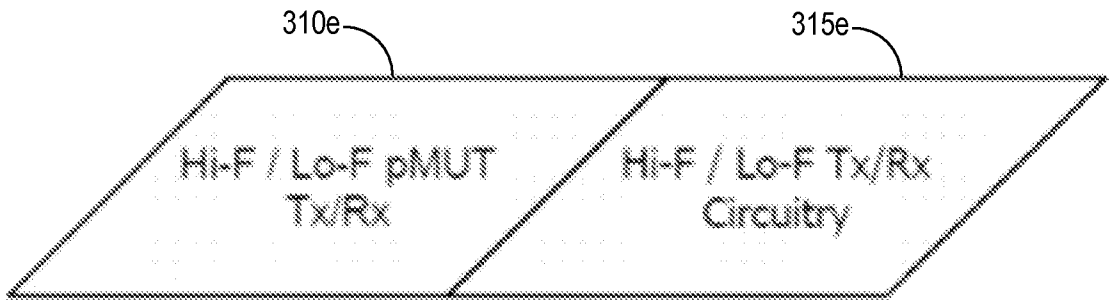 310e
315e
Hi-F / Lo-F pMUT
Tx/Rx
Hi-F / Lo-F Tx/Rx
Circuitry